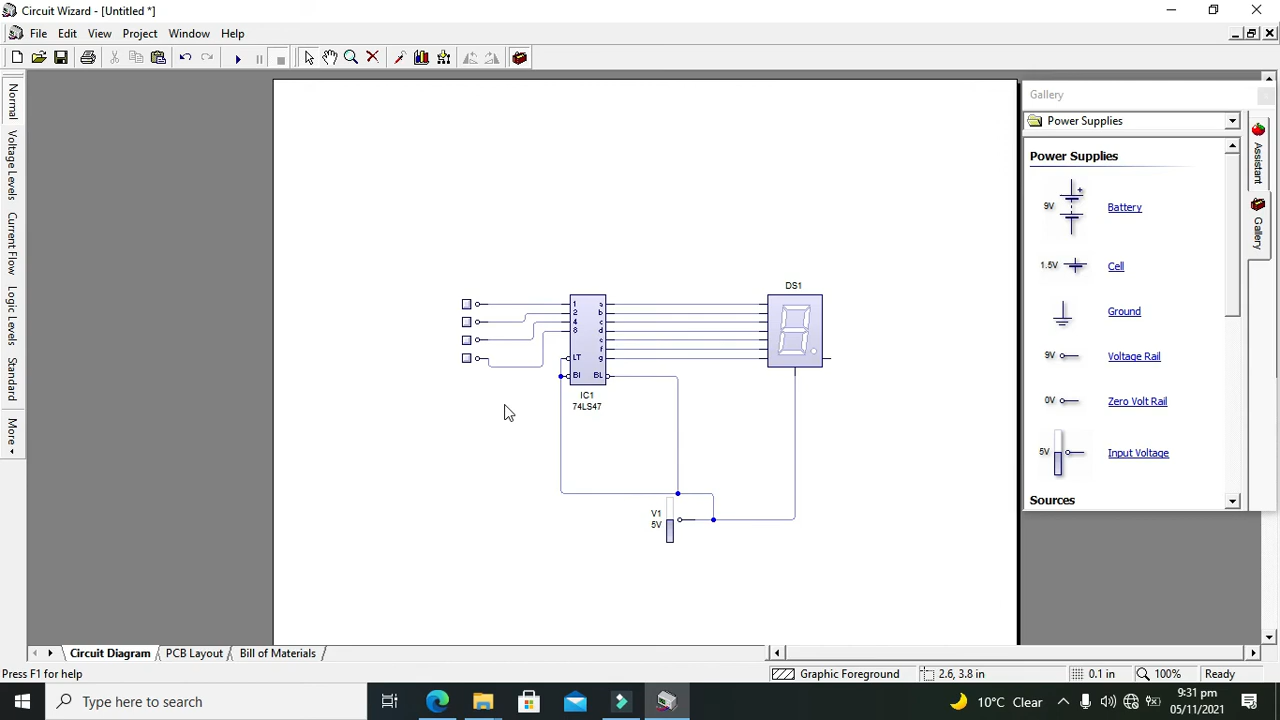 Circuit Wizard - [Untitled *]
File Edit View Project Window Help
Normal
Voltage Levels
Current Flow
Logic Levels
Standard
More
Gallery
Power Supplies
Power Supplies
9V Battery
1.5V Cell
Ground
9V Voltage Rail
0V Zero Volt Rail
5V Input Voltage
Sources
Assistant
Gallery
DS1
1 a
2 b
4 c
8 d
e
f
LT g
BI BL
IC1
74LS47
V1
5V
Circuit Diagram PCB Layout Bill of Materials
Press F1 for help Graphic Foreground 2.6, 3.8 in 0.1 in 100% Ready
Type here to search 10°C Clear 9:31 pm
05/11/2021